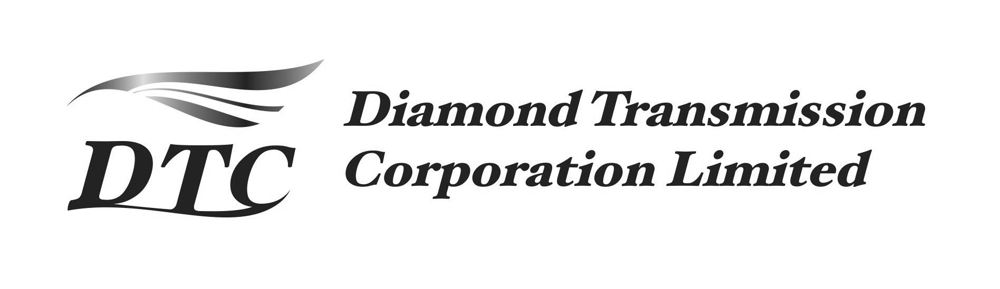 DTC
Diamond Transmission
Corporation Limited